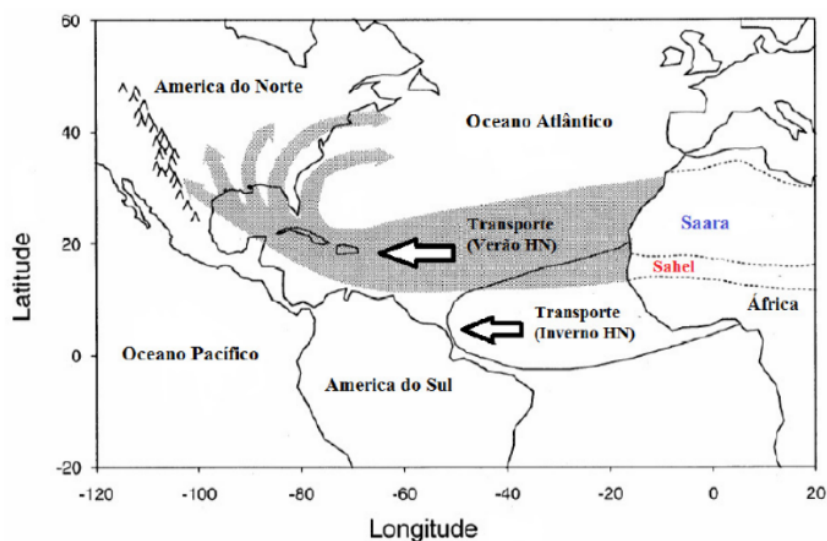 60
40
20
0
-20
Latitude
America do Norte
Oceano Atlântico
Saara
Transporte
(Verão HN)
Sahel
África
Transporte
(Inverno HN)
Oceano Pacífico
America do Sul
-120
-100
-80
-60
-40
-20
0
20
Longitude